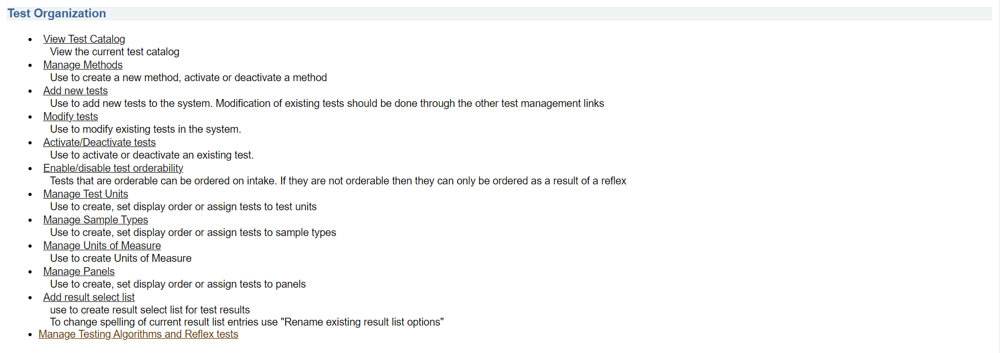 Test Organization
View Test Catalog
View the current test catalog
Manage Methods
Use to create a new method, activate or deactivate a method
Add new tests
Use to add new tests to the system. Modification of existing tests should be done through the other test management links
Modify tests
Use to modify existing tests in the system.
Activate/Deactivate tests
Use to activate or deactivate an existing test.
Enable/disable test orderability
Tests that are orderable can be ordered on intake. If they are not orderable then they can only be ordered as a result of a reflex
Manage Test Units
Use to create, set display order or assign tests to test units
Manage Sample Types
Use to create, set display order or assign tests to sample types
Manage Units of Measure
Use to create Units of Measure
Manage Panels
Use to create, set display order or assign tests to panels
Add result select list
use to create result select list for test results
To change spelling of current result list entries use "Rename existing result list options"
Manage Testing Algorithms and Reflex tests